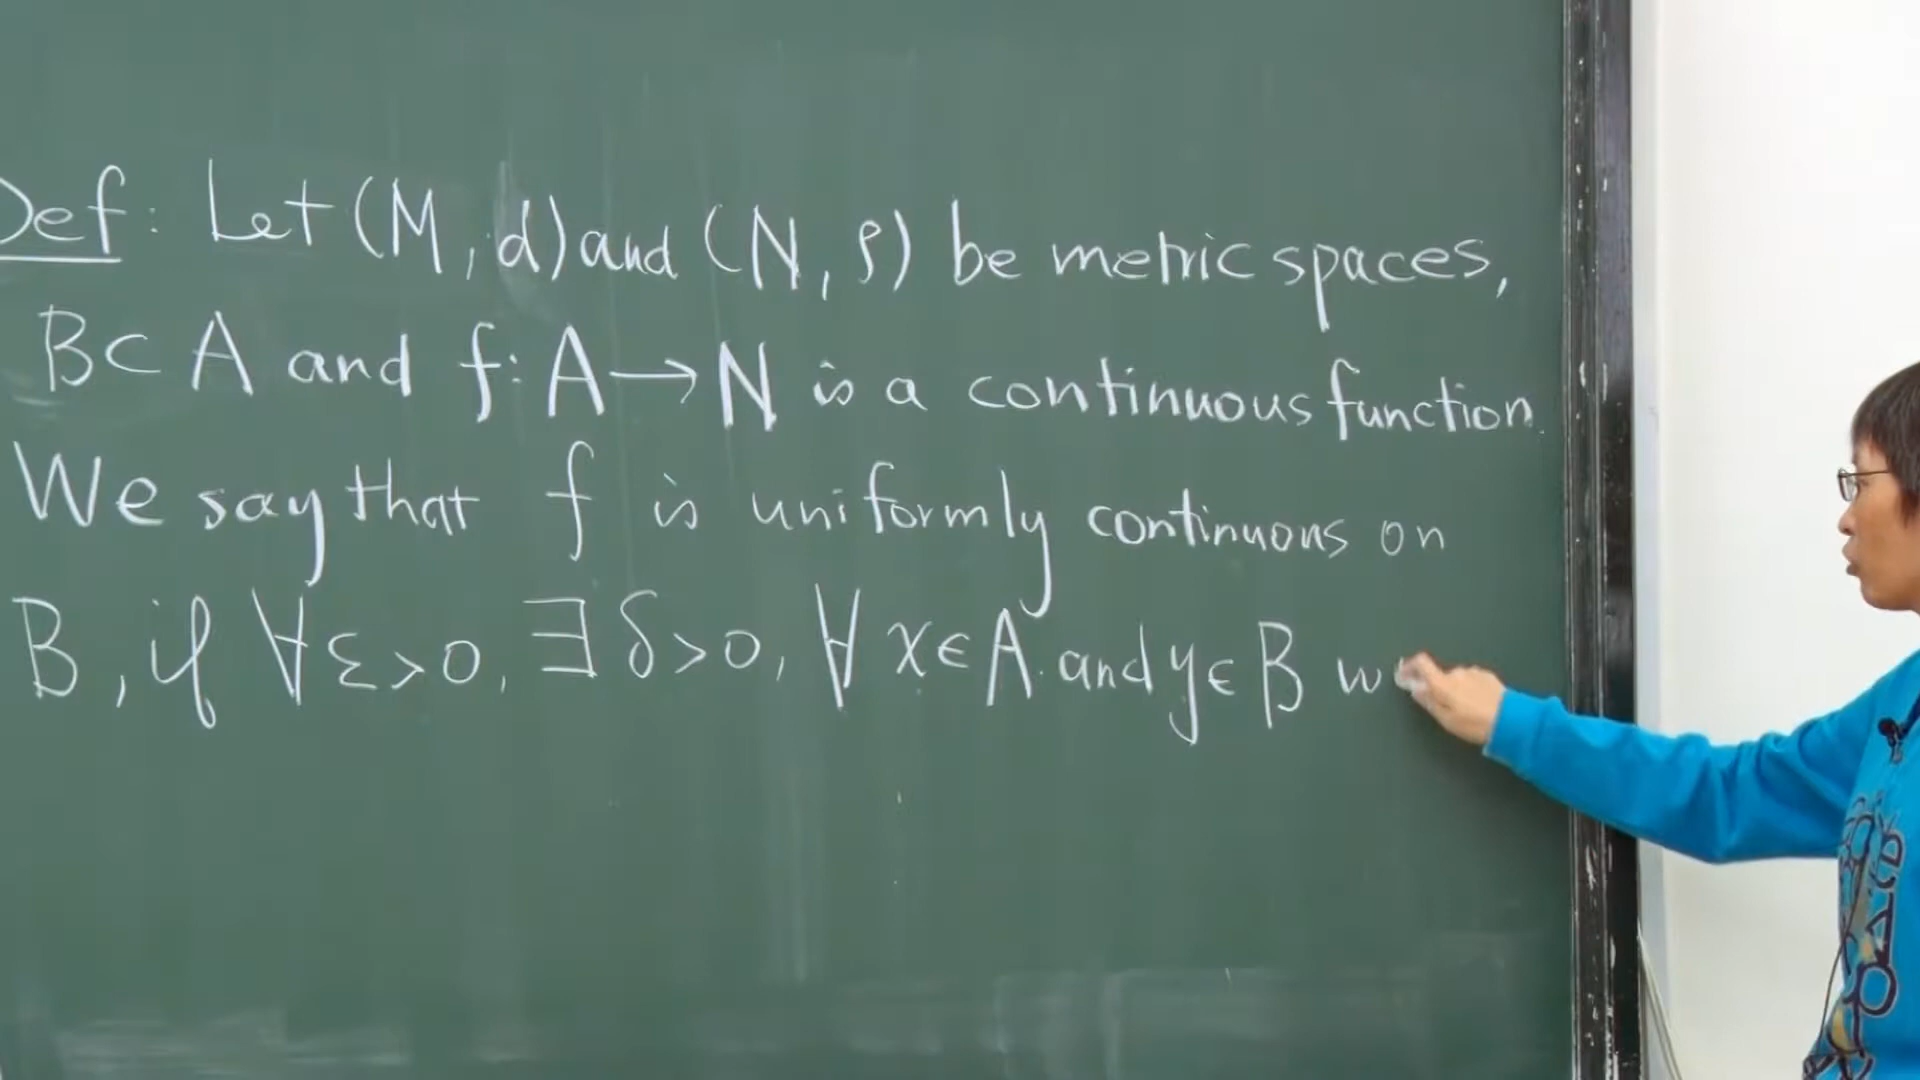 Def: Let (M, d) and (N, ρ) be metric spaces,
B⊂ A and f: A→N is a continuous function.
We say that f is uniformly continuous on
B, if ∀ε>0, ∃δ>0, ∀ x∈A and y∈B